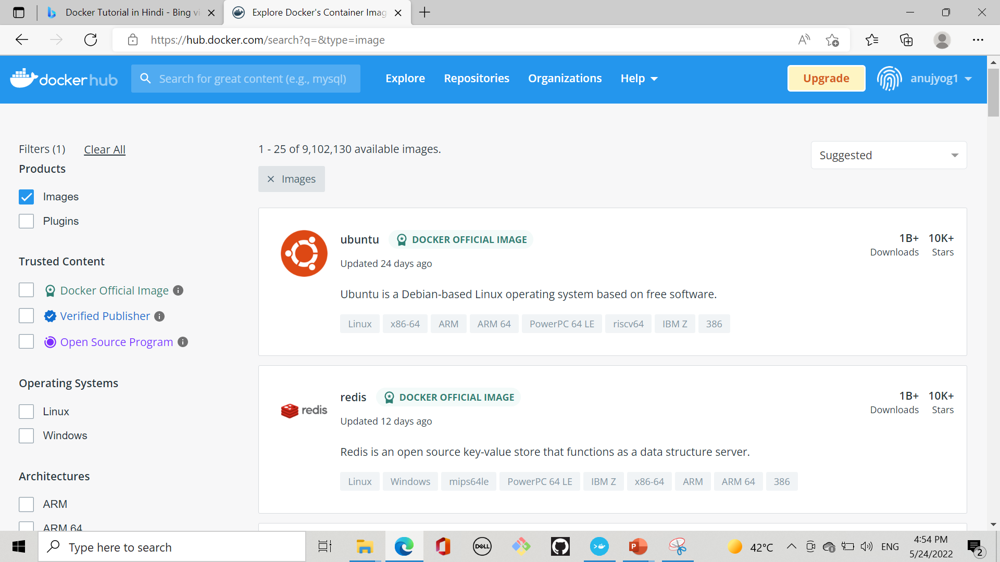 Docker Tutorial in Hindi - Bing vi
Explore Docker's Container Imag
https://hub.docker.com/search?q=&type=image
docker hub
Search for great content (e.g., mysql)
Explore
Repositories
Organizations
Help
Upgrade
anujyog1
Filters (1)
Clear All
Products
Images
Plugins
Trusted Content
Docker Official Image
Verified Publisher
Open Source Program
Operating Systems
Linux
Windows
Architectures
ARM
ARM 64
1 - 25 of 9,102,130 available images.
Suggested
Images
ubuntu
DOCKER OFFICIAL IMAGE
1B+ 10K+
Downloads Stars
Updated 24 days ago
Ubuntu is a Debian-based Linux operating system based on free software.
Linux x86-64 ARM ARM 64 PowerPC 64 LE riscv64 IBM Z 386
redis
redis
DOCKER OFFICIAL IMAGE
1B+ 10K+
Downloads Stars
Updated 12 days ago
Redis is an open source key-value store that functions as a data structure server.
Linux Windows mips64le PowerPC 64 LE IBM Z x86-64 ARM ARM 64 386
Type here to search
DELL
42°C
ENG
4:54 PM
5/24/2022
2